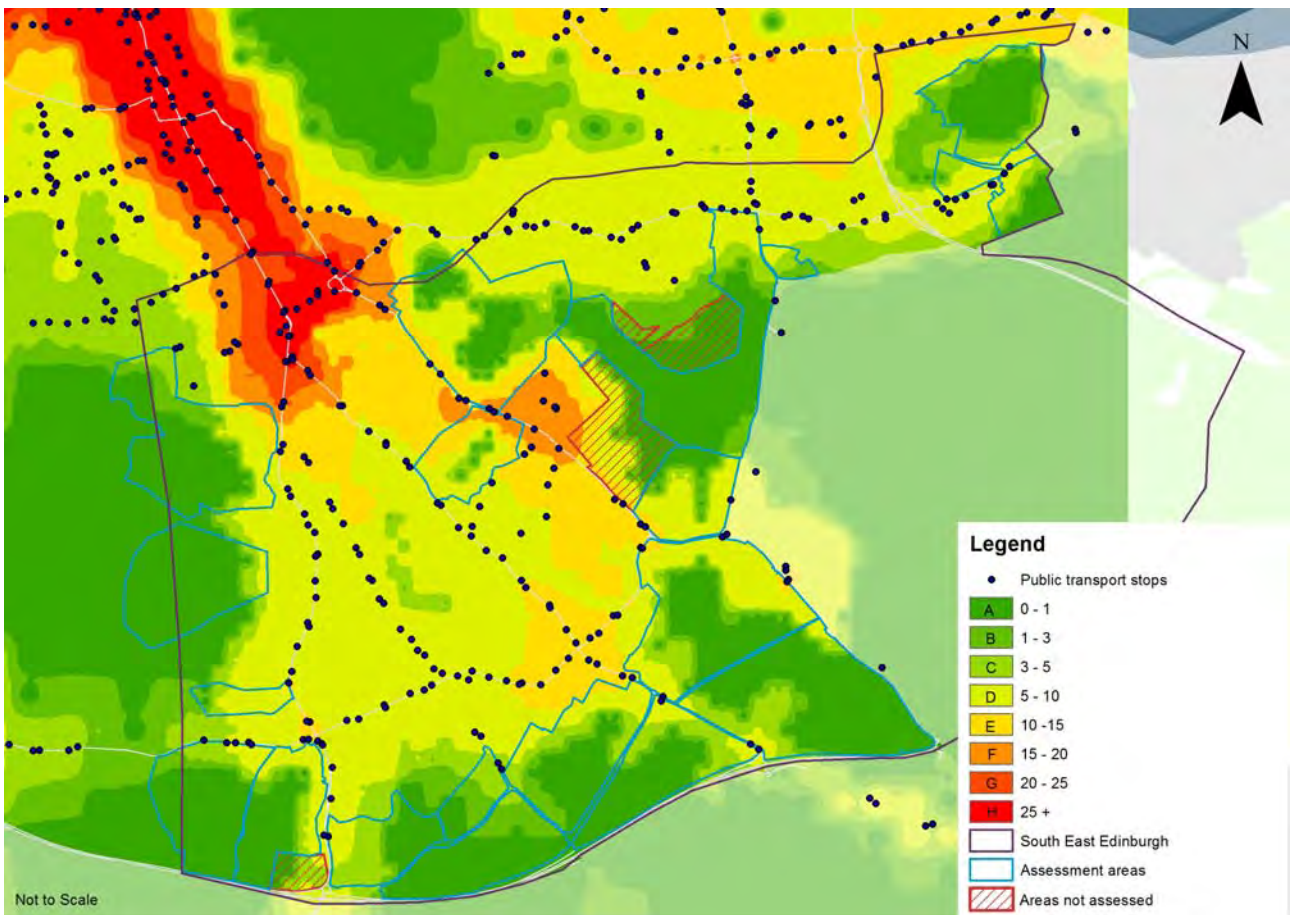 N
Legend
Public transport stops
A 0 - 1
B 1 - 3
C 3 - 5
D 5 - 10
E 10 -15
F 15 - 20
G 20 - 25
H 25 +
South East Edinburgh
Assessment areas
Areas not assessed
Not to Scale